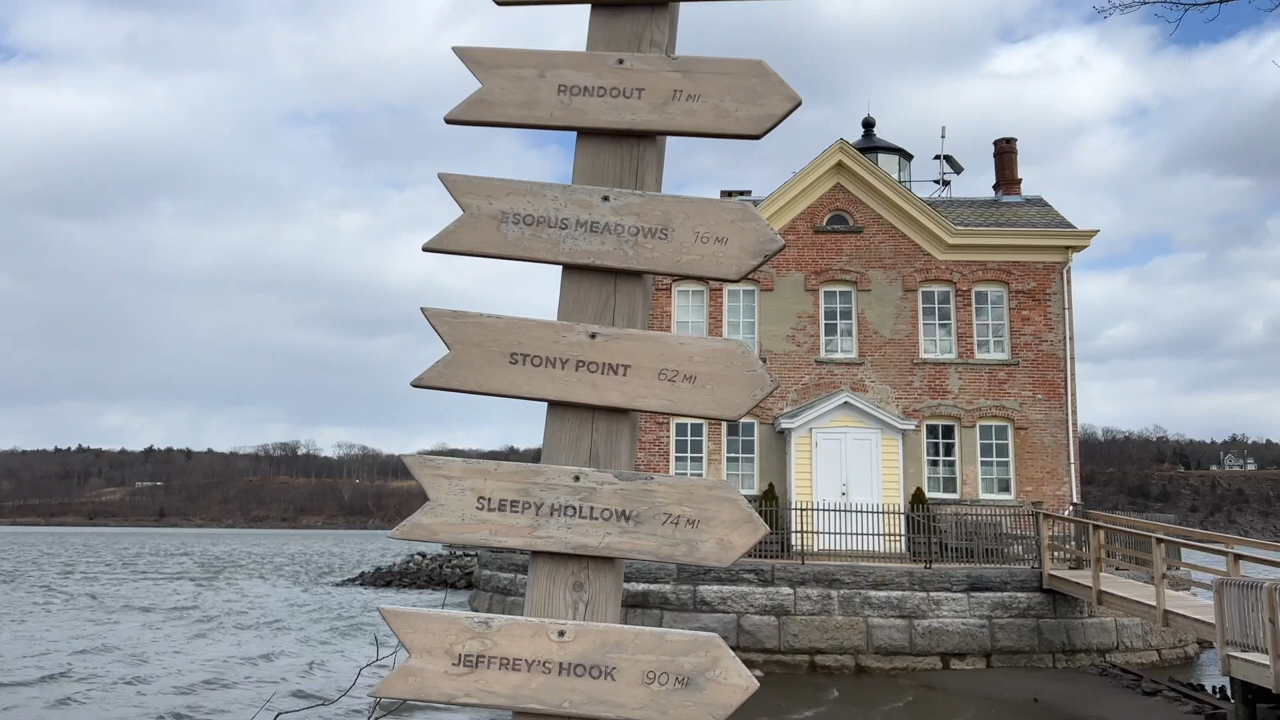 RONDOUT 11 MI
ESOPUS MEADOWS 16 MI
STONY POINT 62 MI
SLEEPY HOLLOW 74 MI
JEFFREY'S HOOK 90 MI